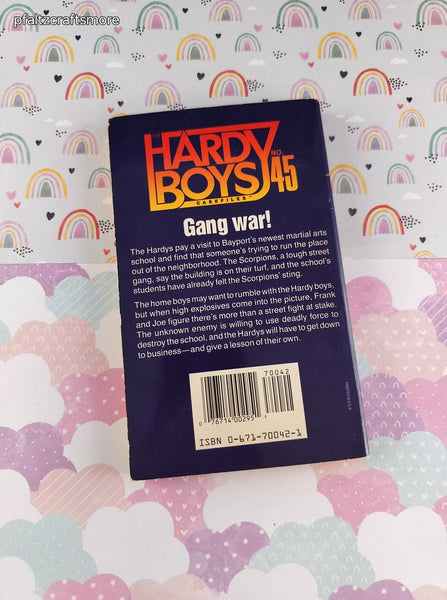 pfaltzcraftsmore
THE
HARDY
BOYS
NO.
45
CASEFILES™
Gang war!
The Hardys pay a visit to Bayport's newest martial arts
school and find that someone's trying to run the place
out of the neighborhood. The Scorpions, a tough street
gang, say the building is on their turf, and the school's
students have already felt the Scorpions' sting.
The home boys may want to rumble with the Hardy boys,
but when high explosives come into the picture, Frank
and Joe figure there's more than a street fight at stake.
The unknown enemy is willing to use deadly force to
destroy the school, and the Hardys will have to get down
to business—and give a lesson of their own.
70042
0 76714 00295 1
ISBN 0-671-70042-1